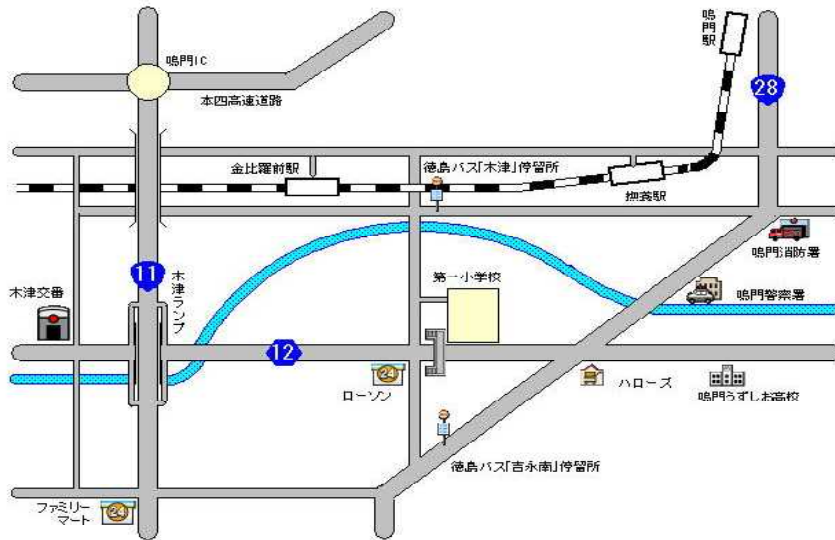 鳴門駅
鳴門IC
28
本四高速道路
金比羅前駅
徳島バス「木津」停留所
撫養駅
鳴門消防署
11
木津ランプ
第一小学校
木津交番
鳴門警察署
12
24
ローソン
ハローズ
鳴門うずしお高校
徳島バス「吉永南」停留所
ファミリー
マート
24